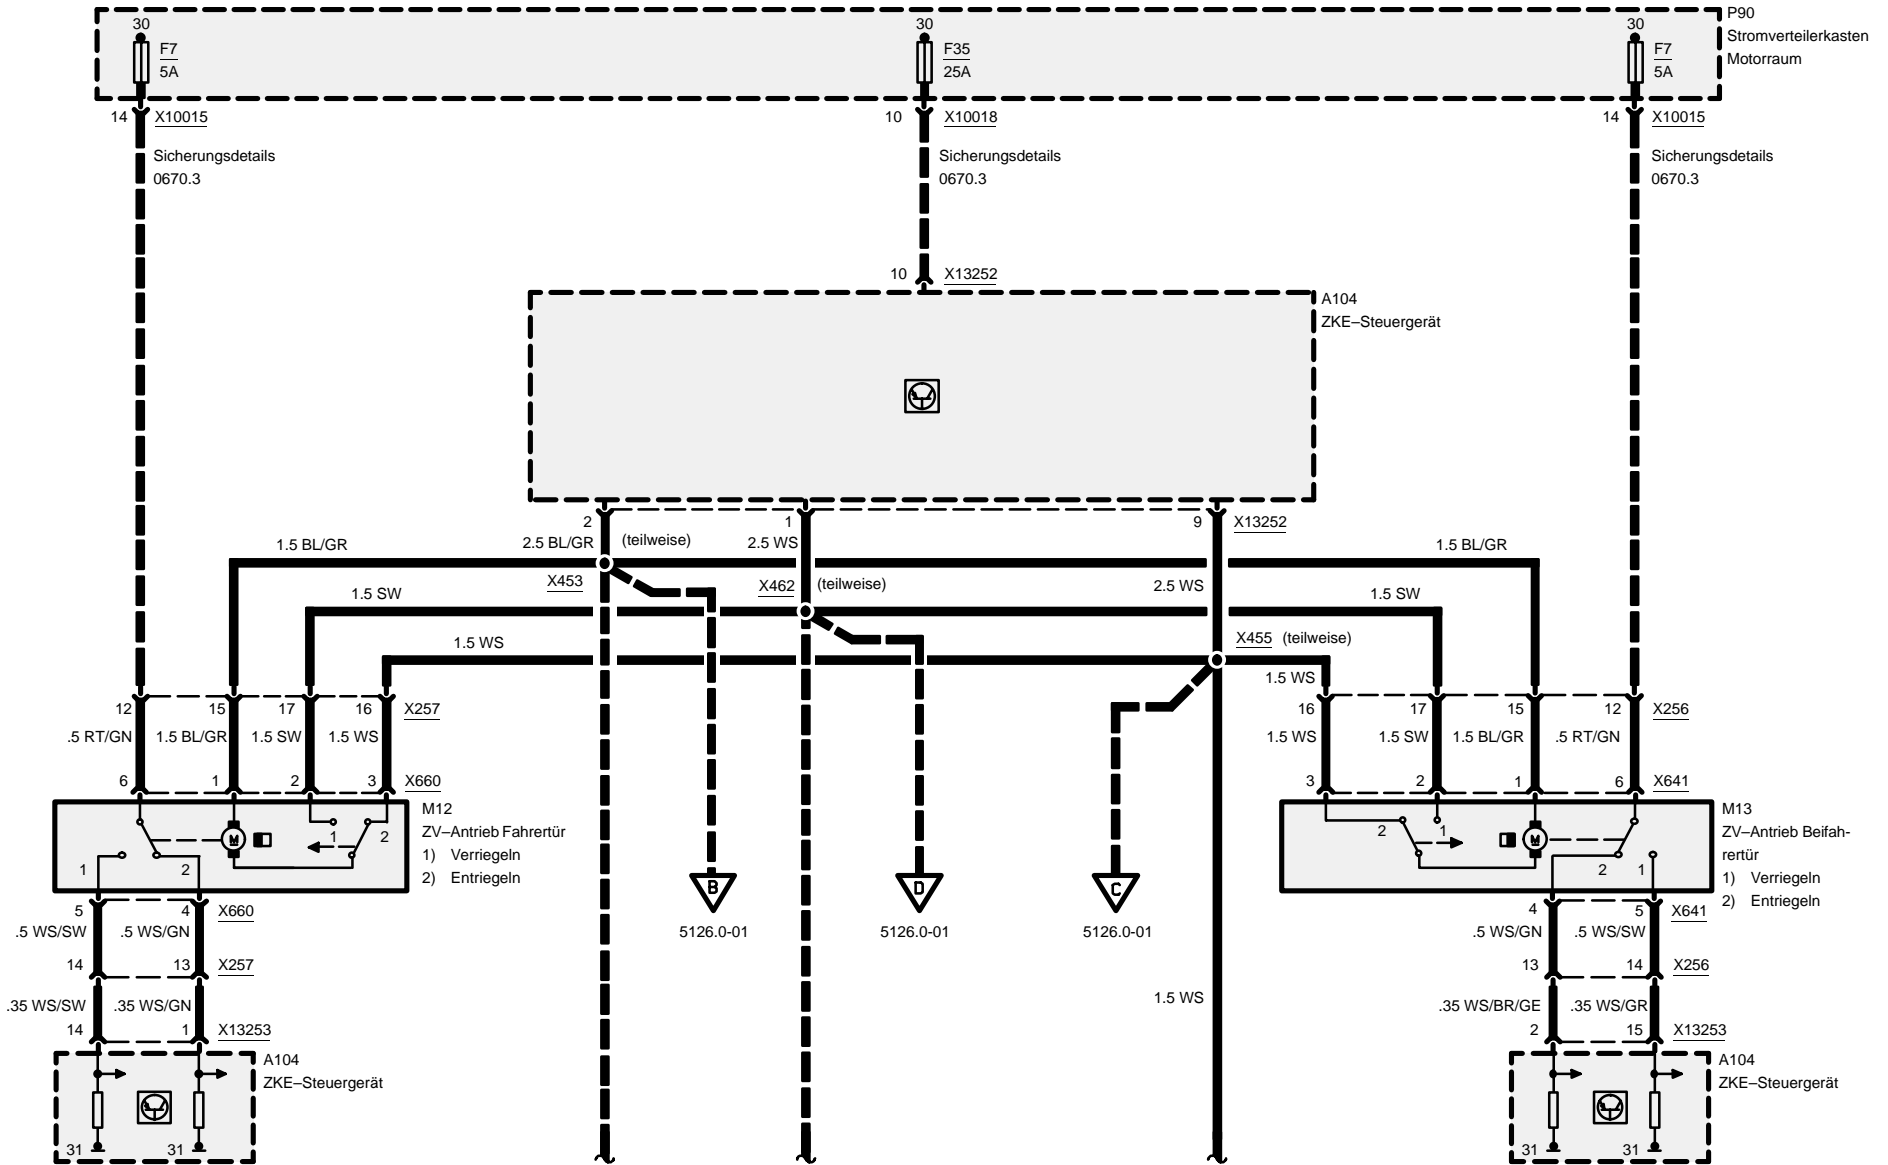 30
F7
5A
30
F35
25A
30
F7
5A
P90
Stromverteilerkasten
Motorraum
14 X10015
10 X10018
14 X10015
Sicherungsdetails
0670.3
Sicherungsdetails
0670.3
Sicherungsdetails
0670.3
10 X13252
A104
ZKE–Steuergerät
2 1 9 X13252
1.5 BL/GR 2.5 BL/GR (teilweise) 2.5 WS 1.5 BL/GR
X453 X462 (teilweise) 2.5 WS
1.5 SW 1.5 SW
1.5 WS X455 (teilweise)
1.5 WS
12 15 17 16 X257
.5 RT/GN 1.5 BL/GR 1.5 SW 1.5 WS
6 1 2 3 X660
16 17 15 12 X256
1.5 WS 1.5 SW 1.5 BL/GR .5 RT/GN
3 2 1 6 X641
M12
ZV–Antrieb Fahrertür
1) Verriegeln
2) Entriegeln
M
1 2
1 2
M13
ZV–Antrieb Beifah-
rertür
1) Verriegeln
2) Entriegeln
2 1
M
2 1
B
5126.0-01
D
5126.0-01
C
5126.0-01
5 4 X660
.5 WS/SW .5 WS/GN
14 13 X257
.35 WS/SW .35 WS/GN
14 1 X13253
A104
ZKE–Steuergerät
31 31
1.5 WS
4 5 X641
.5 WS/GN .5 WS/SW
13 14 X256
.35 WS/BR/GE .35 WS/GR
2 15 X13253
A104
ZKE–Steuergerät
31 31